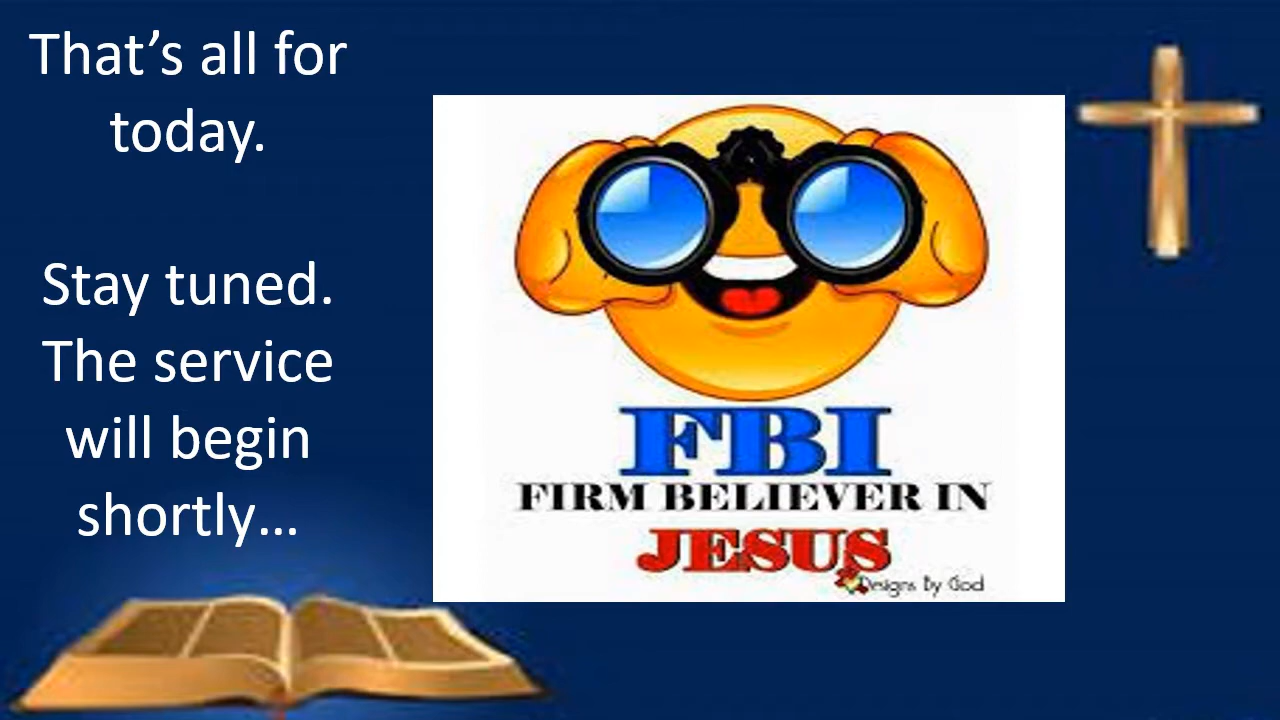 That’s all for
today.
Stay tuned.
The service
will begin
shortly…
FBI
FIRM BELIEVER IN
JESUS
Designs By God